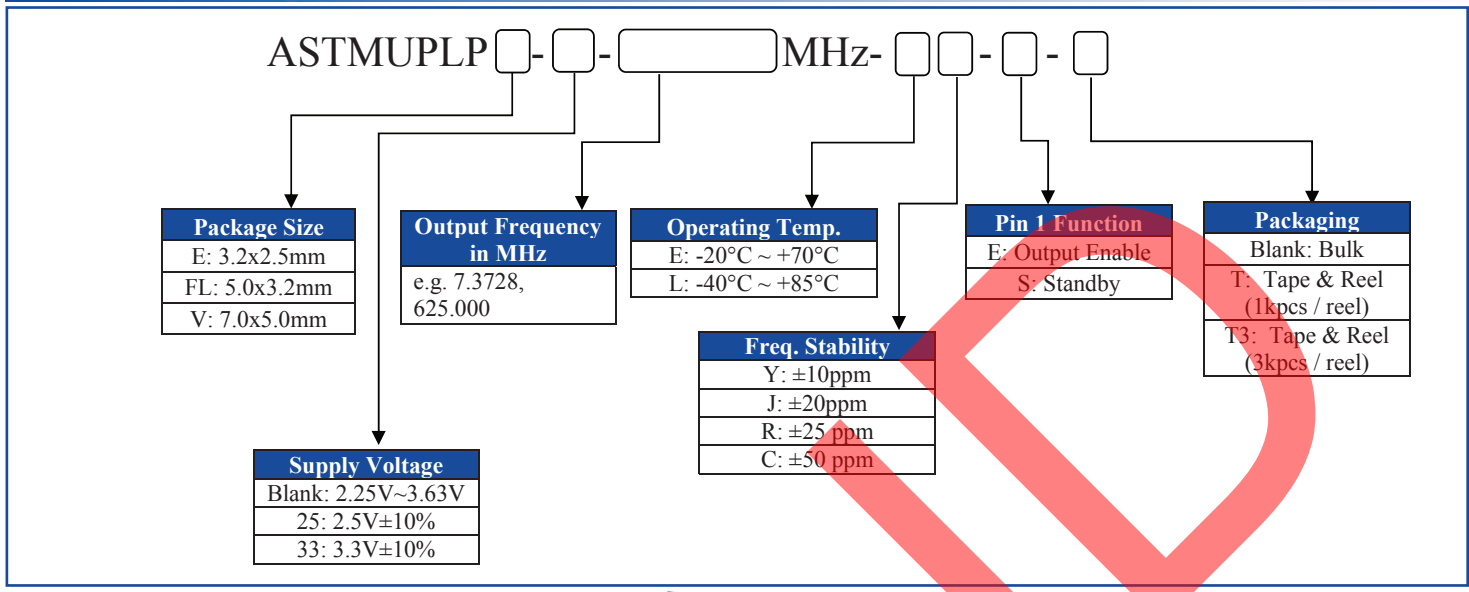 ASTMUPLP - - MHz- - -
Package Size
E: 3.2x2.5mm
FL: 5.0x3.2mm
V: 7.0x5.0mm
Output Frequency
in MHz
e.g. 7.3728,
625.000
Operating Temp.
E: -20°C ~ +70°C
L: -40°C ~ +85°C
Pin 1 Function
E: Output Enable
S: Standby
Packaging
Blank: Bulk
T: Tape & Reel
(1kpcs / reel)
T3: Tape & Reel
(3kpcs / reel)
Freq. Stability
Y: ±10ppm
J: ±20ppm
R: ±25 ppm
C: ±50 ppm
Supply Voltage
Blank: 2.25V~3.63V
25: 2.5V±10%
33: 3.3V±10%